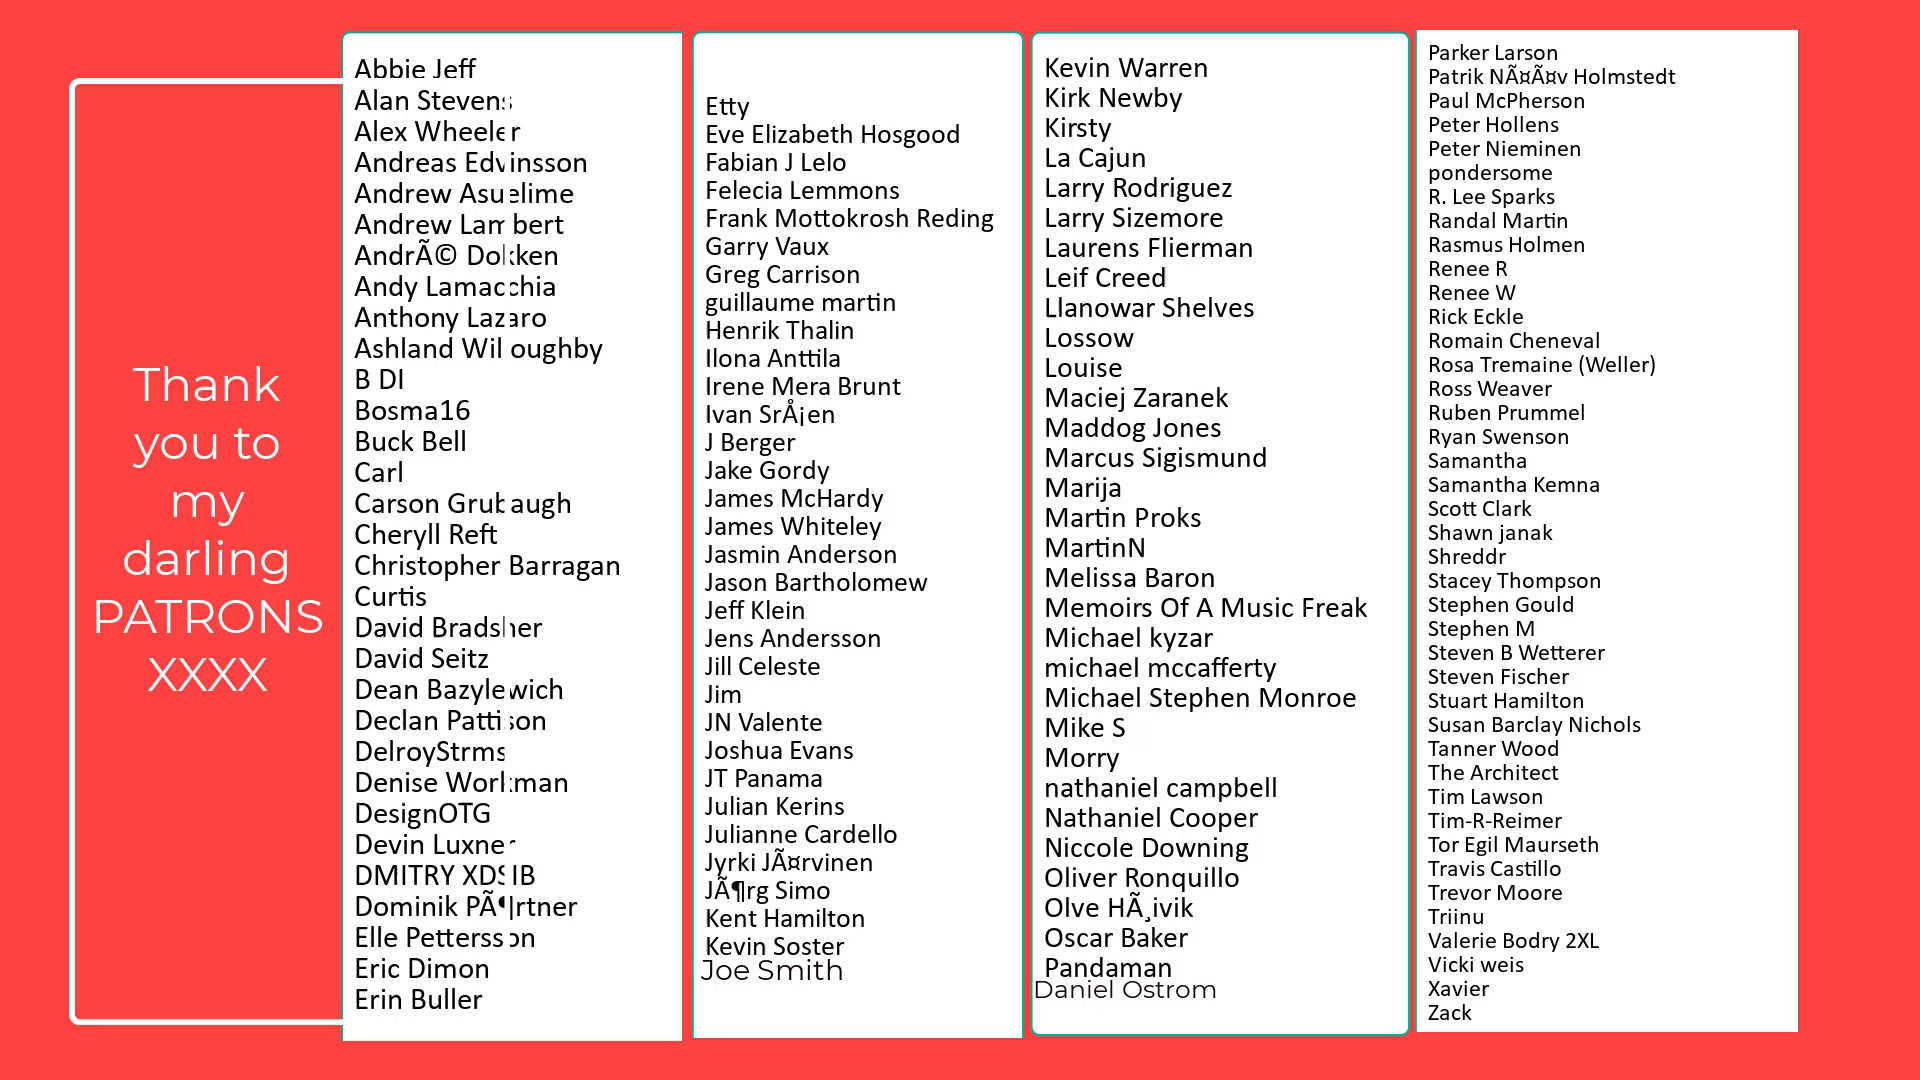 Thank
you to
my
darling
PATRONS
XXXX
Abbie Jeff
Alan Stevens
Alex Wheeler
Andreas Edvinsson
Andrew Asuelime
Andrew Lambert
AndrÃ© Dokken
Andy Lamacchia
Anthony Lazaro
Ashland Willoughby
B DI
Bosma16
Buck Bell
Carl
Carson Grubaugh
Cheryll Reft
Christopher Barragan
Curtis
David Bradsher
David Seitz
Dean Bazylewich
Declan Pattison
DelroyStrms
Denise Workman
DesignOTG
Devin Luxner
DMITRY XDSIB
Dominik PÃ¶rtner
Elle Pettersson
Eric Dimon
Erin Buller
Etty
Eve Elizabeth Hosgood
Fabian J Lelo
Felecia Lemmons
Frank Mottokrosh Reding
Garry Vaux
Greg Carrison
guillaume martin
Henrik Thalin
Ilona Anttila
Irene Mera Brunt
Ivan SrÅ¡en
J Berger
Jake Gordy
James McHardy
James Whiteley
Jasmin Anderson
Jason Bartholomew
Jeff Klein
Jens Andersson
Jill Celeste
Jim
JN Valente
Joshua Evans
JT Panama
Julian Kerins
Julianne Cardello
Jyrki JÃ¤rvinen
JÃ¶rg Simo
Kent Hamilton
Kevin Soster
Joe Smith
Kevin Warren
Kirk Newby
Kirsty
La Cajun
Larry Rodriguez
Larry Sizemore
Laurens Flierman
Leif Creed
Llanowar Shelves
Lossow
Louise
Maciej Zaranek
Maddog Jones
Marcus Sigismund
Marija
Martin Proks
MartinN
Melissa Baron
Memoirs Of A Music Freak
Michael kyzar
michael mccafferty
Michael Stephen Monroe
Mike S
Morry
nathaniel campbell
Nathaniel Cooper
Niccole Downing
Oliver Ronquillo
Olve HÃ¸ivik
Oscar Baker
Pandaman
Daniel Ostrom
Parker Larson
Patrik NÃ¤Ã¤v Holmstedt
Paul McPherson
Peter Hollens
Peter Nieminen
pondersome
R. Lee Sparks
Randal Martin
Rasmus Holmen
Renee R
Renee W
Rick Eckle
Romain Cheneval
Rosa Tremaine (Weller)
Ross Weaver
Ruben Prummel
Ryan Swenson
Samantha
Samantha Kemna
Scott Clark
Shawn janak
Shreddr
Stacey Thompson
Stephen Gould
Stephen M
Steven B Wetterer
Steven Fischer
Stuart Hamilton
Susan Barclay Nichols
Tanner Wood
The Architect
Tim Lawson
Tim-R-Reimer
Tor Egil Maurseth
Travis Castillo
Trevor Moore
Triinu
Valerie Bodry 2XL
Vicki weis
Xavier
Zack